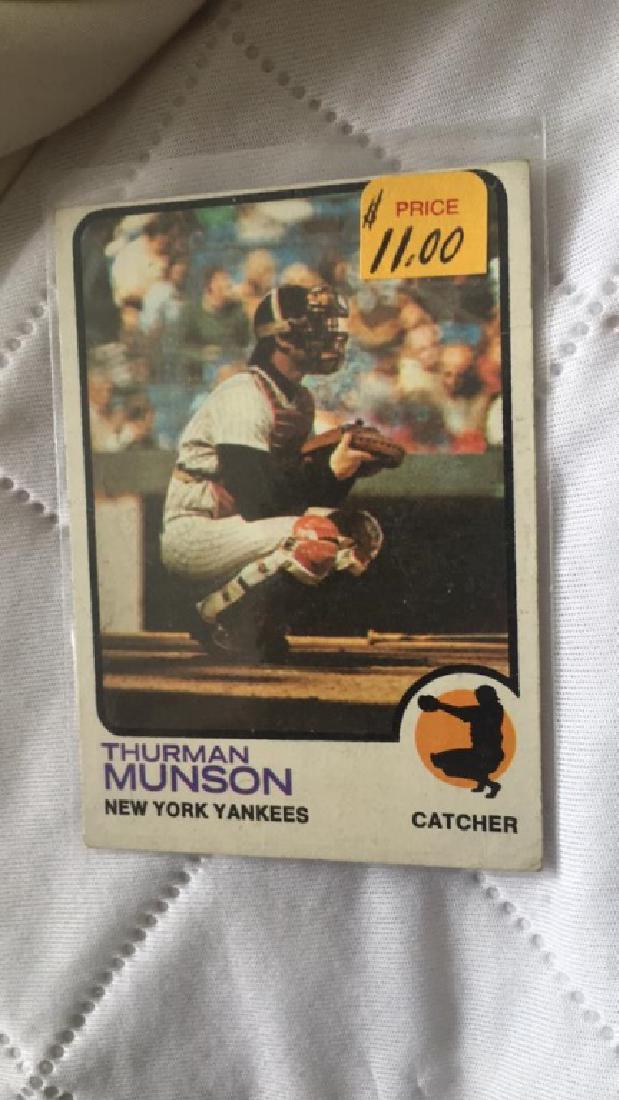 PRICE
$ 11.00
THURMAN
MUNSON
NEW YORK YANKEES
CATCHER